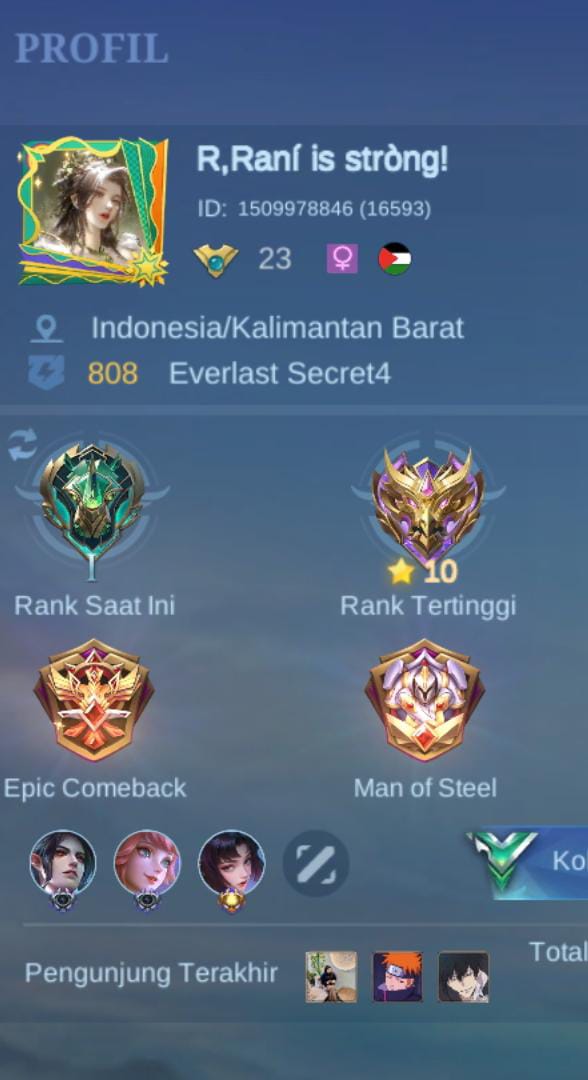 PROFIL
R,Raní is stròng!
ID: 1509978846 (16593)
23
Indonesia/Kalimantan Barat
808 Everlast Secret4
I
10
Rank Saat Ini
Rank Tertinggi
Epic Comeback
Man of Steel
Kol
Total
Pengunjung Terakhir